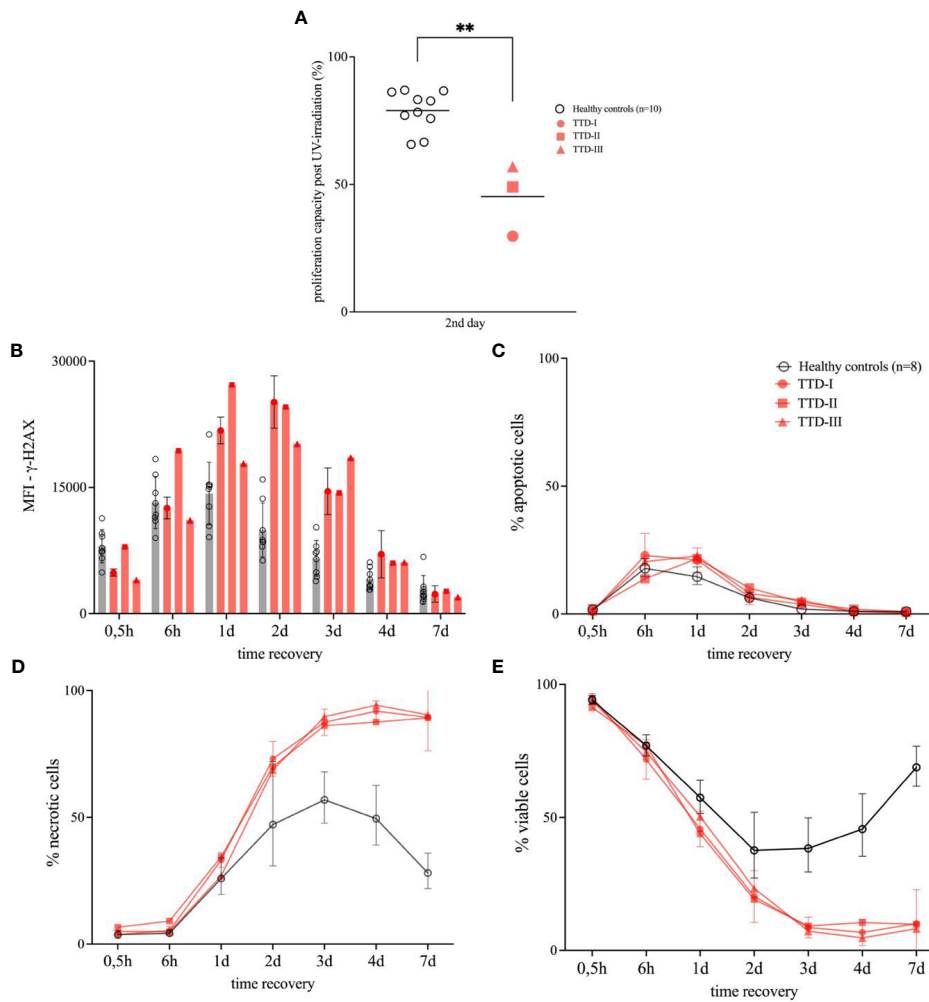 A
**
proliferation capacity post UV-irradiation (%)
100
50
0
2nd day
Healthy controls (n=10)
TTD-I
TTD-II
TTD-III
B
MFI - γ-H2AX
30000
15000
0
0,5h 6h 1d 2d 3d 4d 7d
time recovery
C
% apoptotic cells
100
50
0
0,5h 6h 1d 2d 3d 4d 7d
time recovery
Healthy controls (n=8)
TTD-I
TTD-II
TTD-III
D
% necrotic cells
100
50
0
0,5h 6h 1d 2d 3d 4d 7d
time recovery
E
% viable cells
100
50
0
0,5h 6h 1d 2d 3d 4d 7d
time recovery